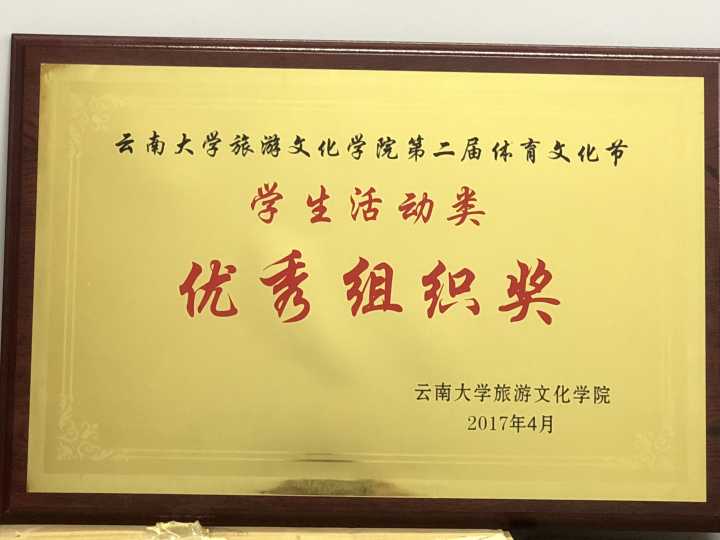 云南大学旅游文化学院第二届体育文化节
学生活动类
优秀组织奖
云南大学旅游文化学院
2017年4月